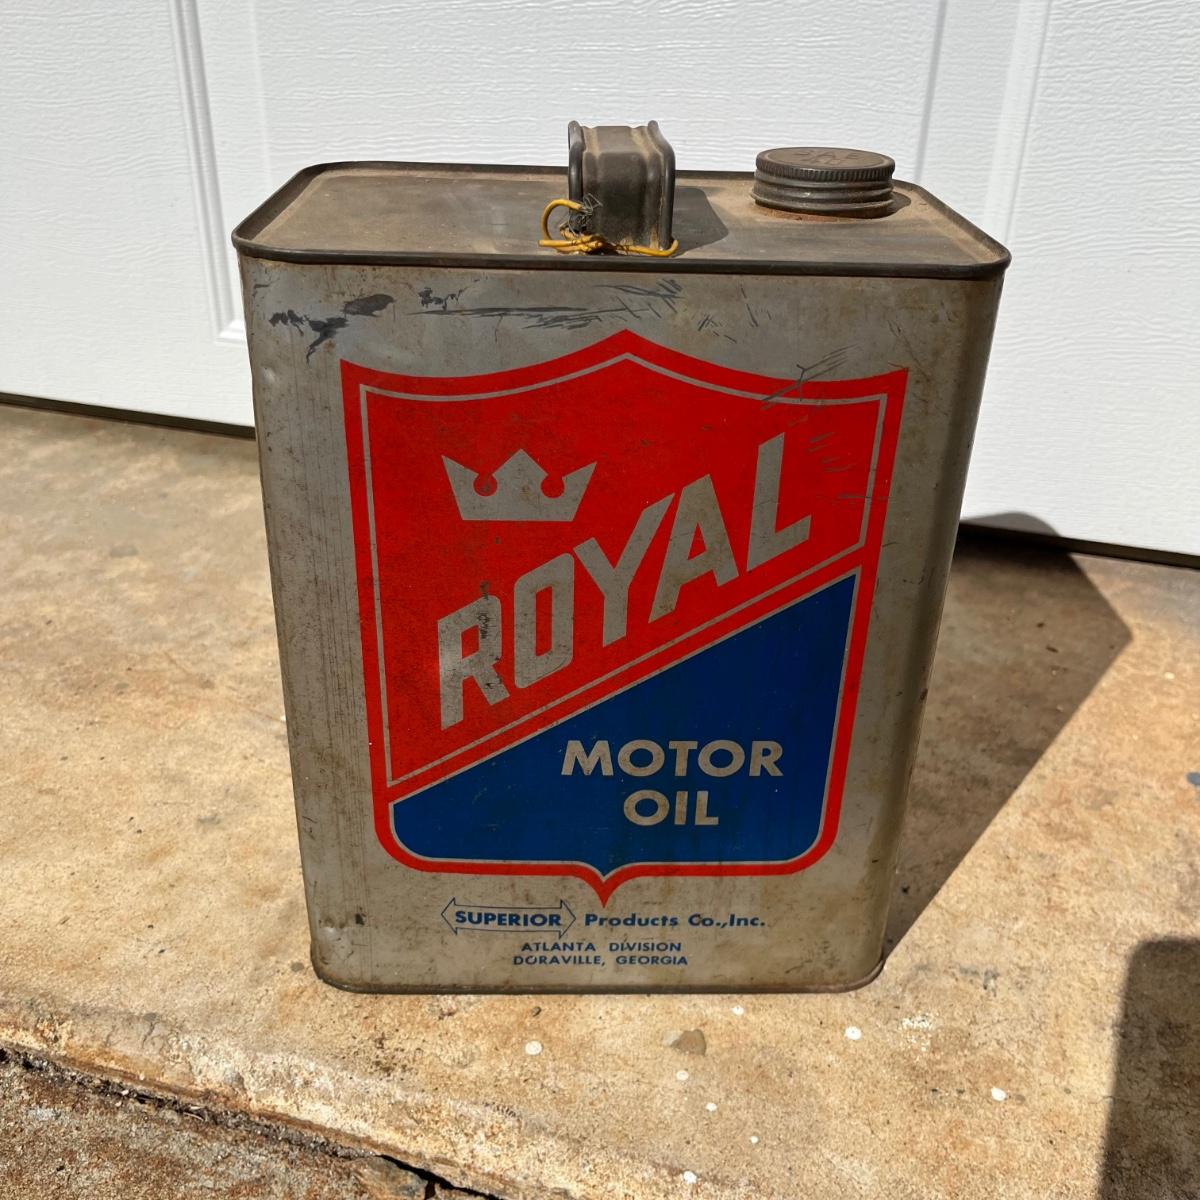 ROYAL
MOTOR
OIL
SUPERIOR Products Co., Inc.
ATLANTA DIVISION
DORAVILLE, GEORGIA